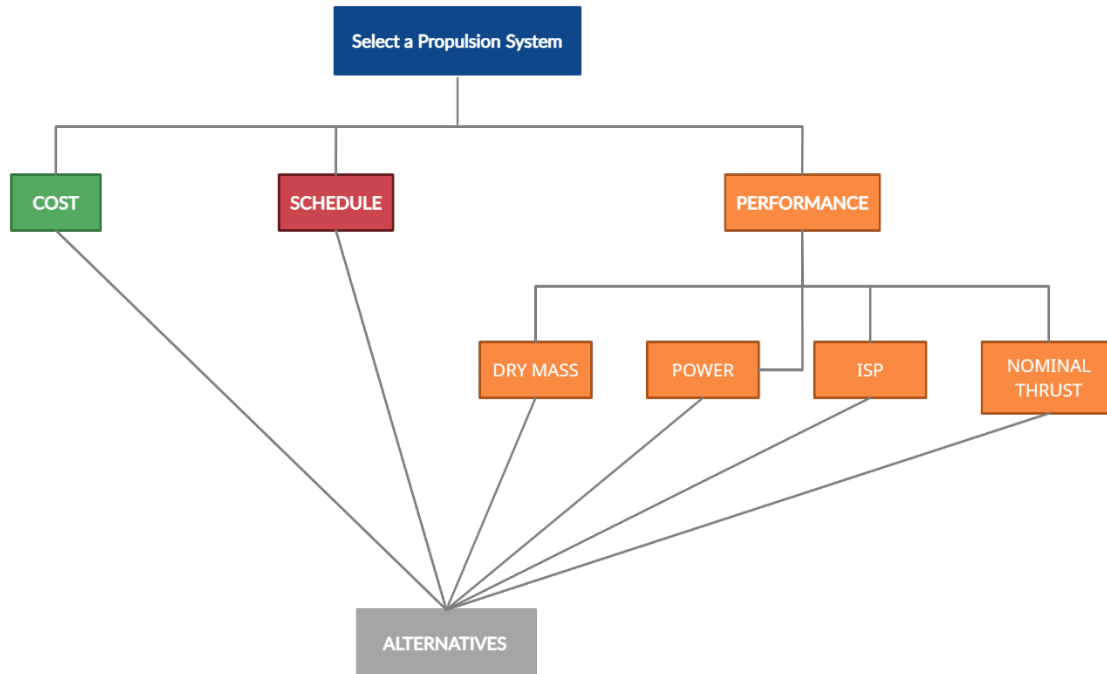 Select a Propulsion System
COST
SCHEDULE
PERFORMANCE
DRY MASS
POWER
ISP
NOMINAL
THRUST
ALTERNATIVES